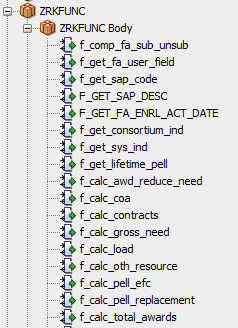 ZRKFUNC
ZRKFUNC Body
f_comp_fa_sub_unsub
f_get_fa_user_field
f_get_sap_code
F_GET_SAP_DESC
F_GET_FA_ENRL_ACT_DATE
f_get_consortium_ind
f_get_sys_ind
f_get_lifetime_pell
f_calc_awd_reduce_need
f_calc_coa
f_calc_contracts
f_calc_gross_need
f_calc_load
f_calc_oth_resource
f_calc_pell_efc
f_calc_pell_replacement
f_calc_total_awards